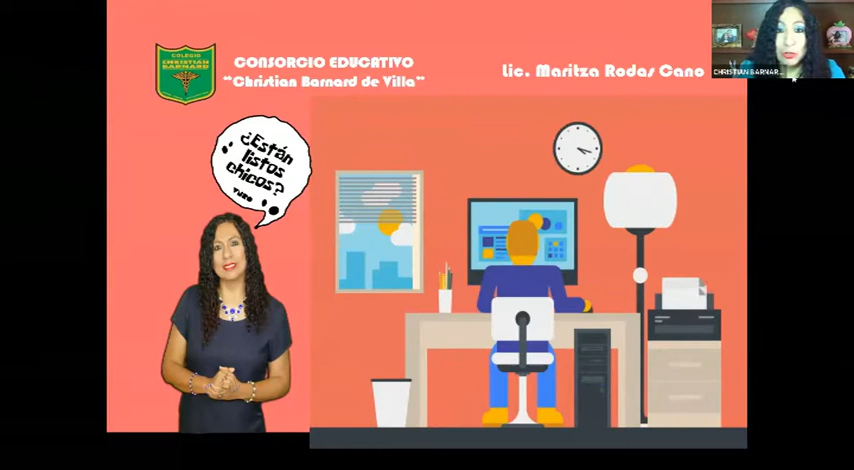 COLEGIO
CHRISTIAN
BARNARD
CONSORCIO EDUCATIVO
"Christian Barnard de Villa"
Lic. Maritza Rodas Cano
CHRISTIAN BARNAR...
¿Están
listos
chicos?